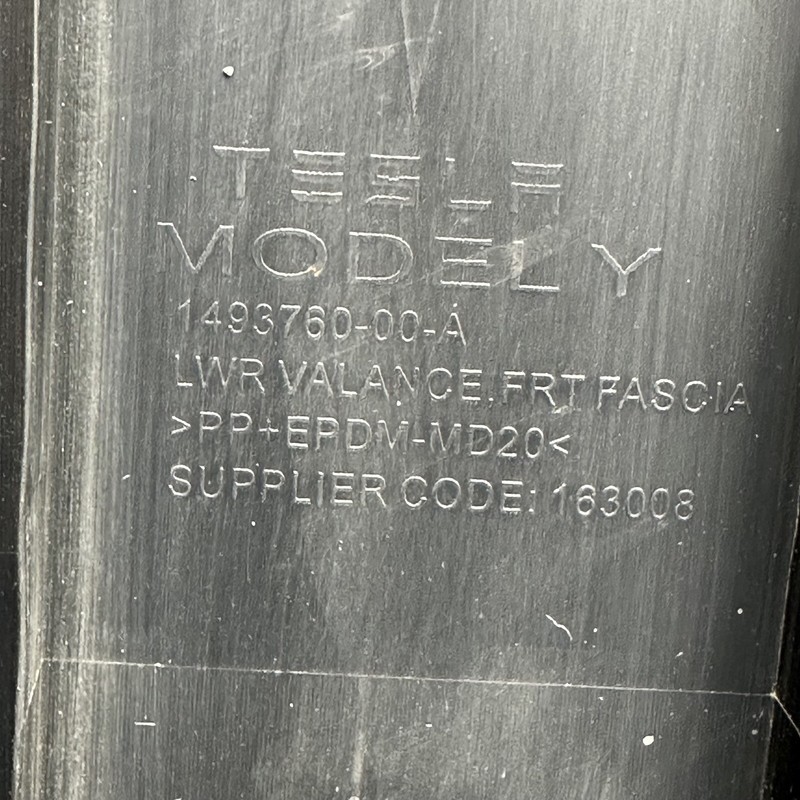 TESLA
MODEL Y
1493760-00-A
LWR VALANCE, FRT FASCIA
>PP+EPDM-MD20<
SUPPLIER CODE: 163008